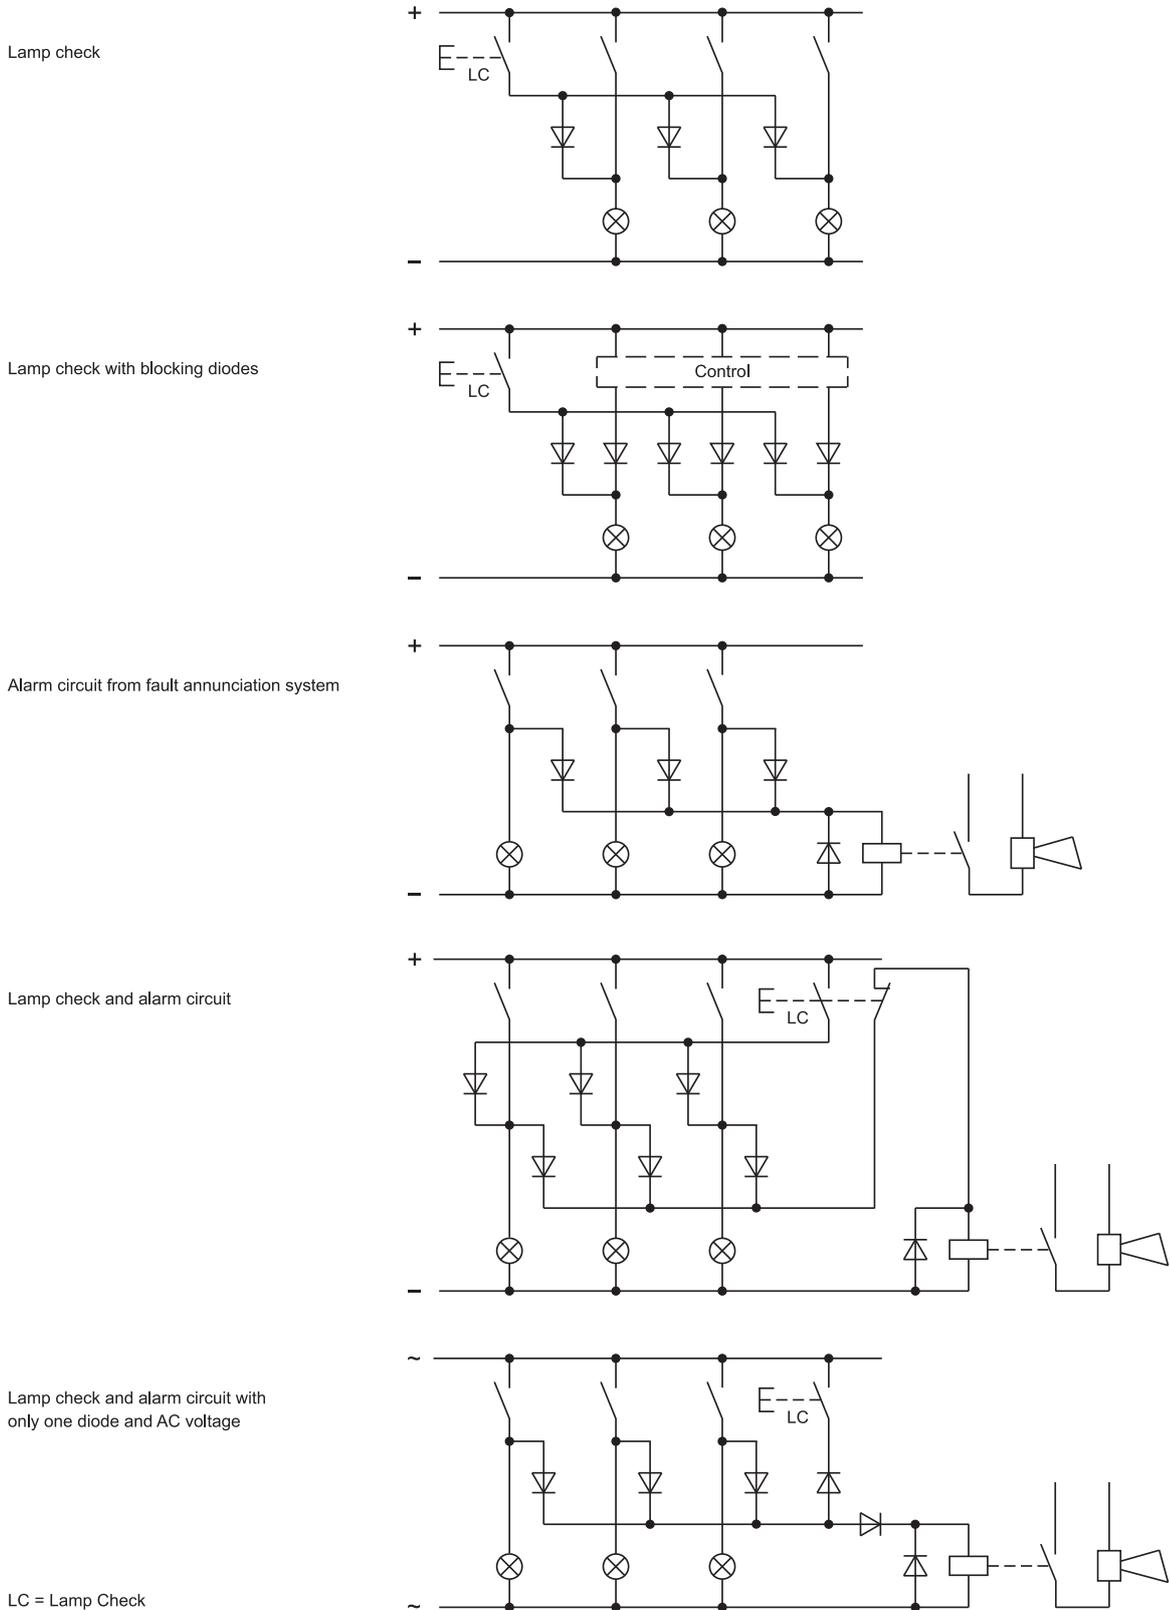 +
Lamp check
LC
−
+
Lamp check with blocking diodes
Control
LC
−
+
Alarm circuit from fault annunciation system
−
+
Lamp check and alarm circuit
LC
−
~
Lamp check and alarm circuit with
only one diode and AC voltage
LC
LC = Lamp Check
~